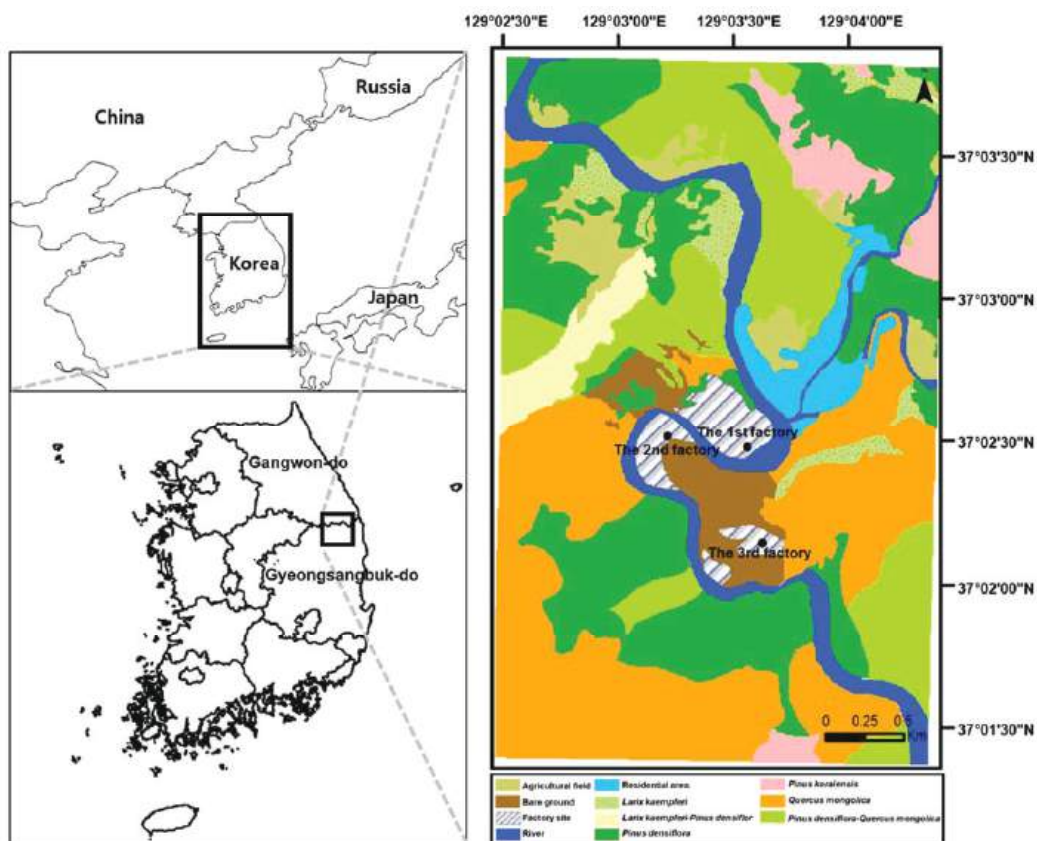 129°02'30"E 129°03'00"E 129°03'30"E 129°04'00"E
Russia
China
Korea
Japan
Gangwon-do
Gyeongsangbuk-do
37°03'30"N
37°03'00"N
37°02'30"N
37°02'00"N
37°01'30"N
The 1st factory
The 2nd factory
The 3rd factory
0 0.25 0.5
Km
Agricultural field
Bare ground
Factory site
River
Residential area
Larix kaempferi
Larix kaempferi-Pinus densiflor
Pinus densiflora
Pinus koraiensis
Quercus mongolica
Pinus densiflora-Quercus mongolica